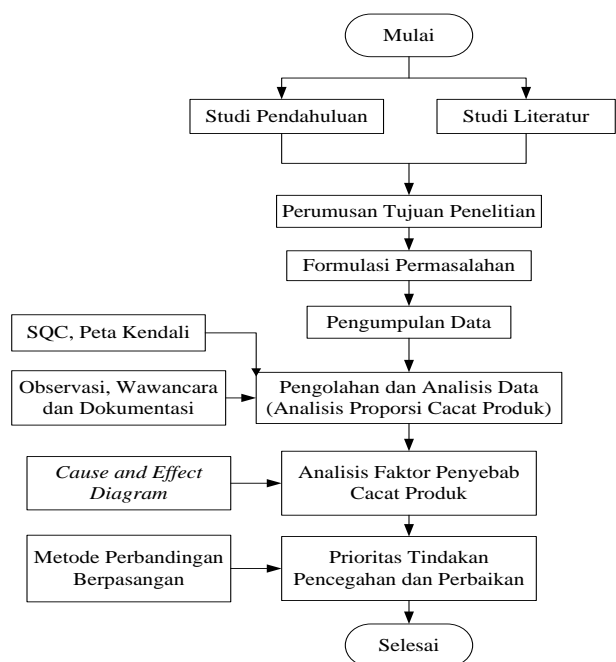 Mulai
Studi Pendahuluan
Studi Literatur
Perumusan Tujuan Penelitian
Formulasi Permasalahan
SQC, Peta Kendali
Pengumpulan Data
Observasi, Wawancara
dan Dokumentasi
Pengolahan dan Analisis Data
(Analisis Proporsi Cacat Produk)
Cause and Effect
Diagram
Analisis Faktor Penyebab
Cacat Produk
Metode Perbandingan
Berpasangan
Prioritas Tindakan
Pencegahan dan Perbaikan
Selesai